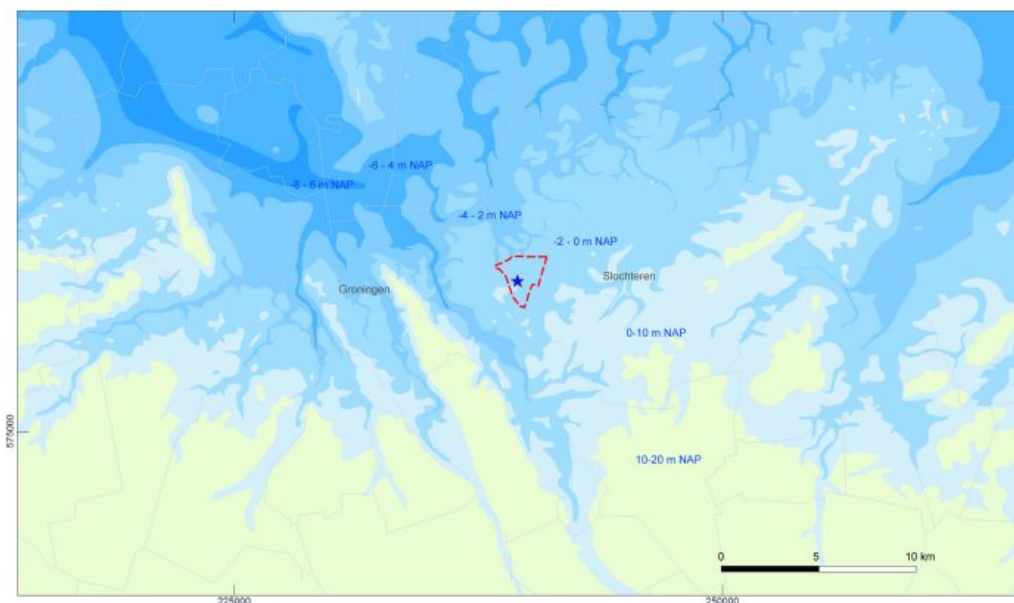 -6 - 4 m NAP
-8 - 6 m NAP
-4 - 2 m NAP
-2 - 0 m NAP
Slochteren
Groningen
0-10 m NAP
575000
10-20 m NAP
0 5 10 km
225000 250000